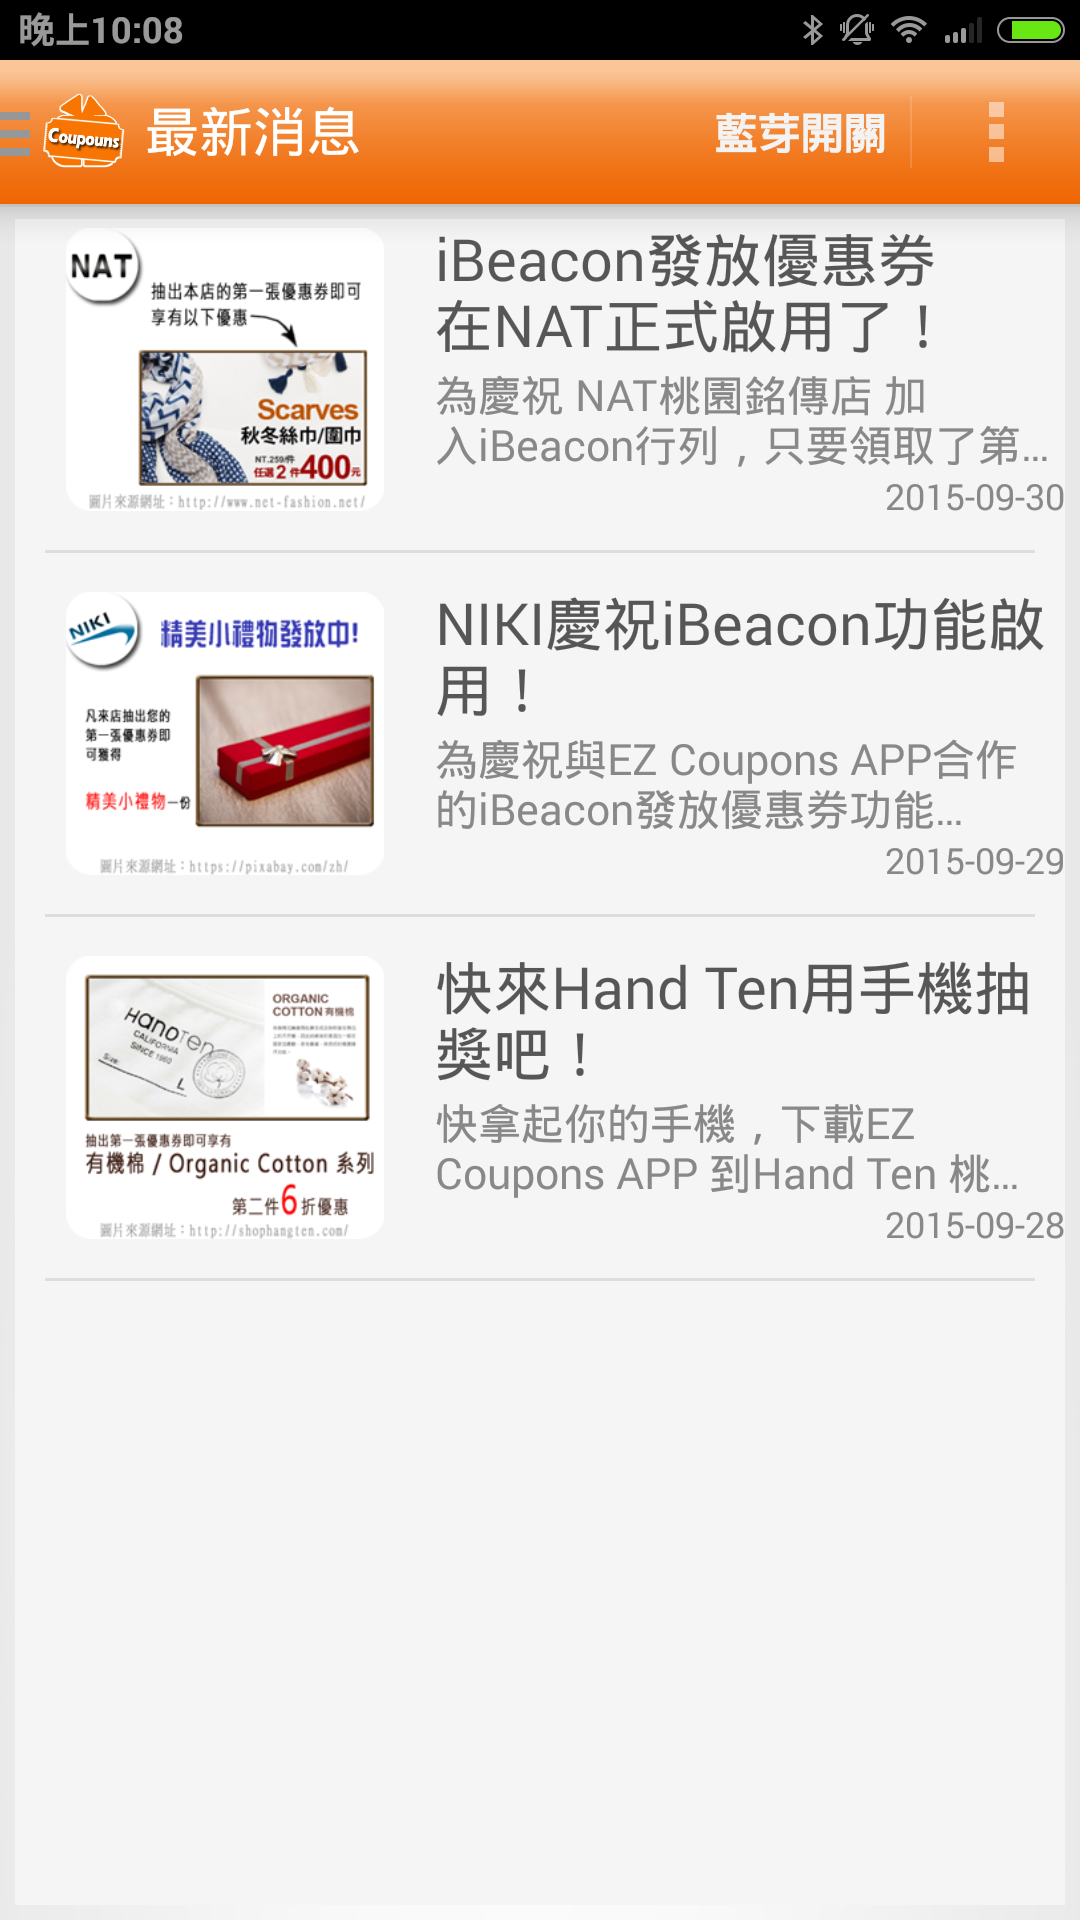 晚上10:08
Coupouns
最新消息
藍芽開關
NAT
抽出本店的第一張優惠券即可
享有以下優惠
Scarves
秋冬絲巾/圍巾
NT.259/件
任選2件400元
圖片來源網址：http://www.net-fashion.net/
iBeacon發放優惠券
在NAT正式啟用了！
為慶祝 NAT桃園銘傳店 加
入iBeacon行列，只要領取了第...
2015-09-30
NIKI
精美小禮物發放中!
凡來店抽出您的
第一張優惠券即
可獲得
精美小禮物一份
圖片來源網址：https://pixabay.com/zh/
NIKI慶祝iBeacon功能啟
用！
為慶祝與EZ Coupons APP合作
的iBeacon發放優惠券功能...
2015-09-29
HanoTen
CALIFORNIA
SINCE 1960
Size
L
ORGANIC
COTTON 有機棉
抽出第一張優惠券即可享有
有機棉 / Organic Cotton 系列
第二件6折優惠
圖片來源網址：http://shophangten.com/
快來Hand Ten用手機抽
獎吧！
快拿起你的手機，下載EZ
Coupons APP 到Hand Ten 桃...
2015-09-28